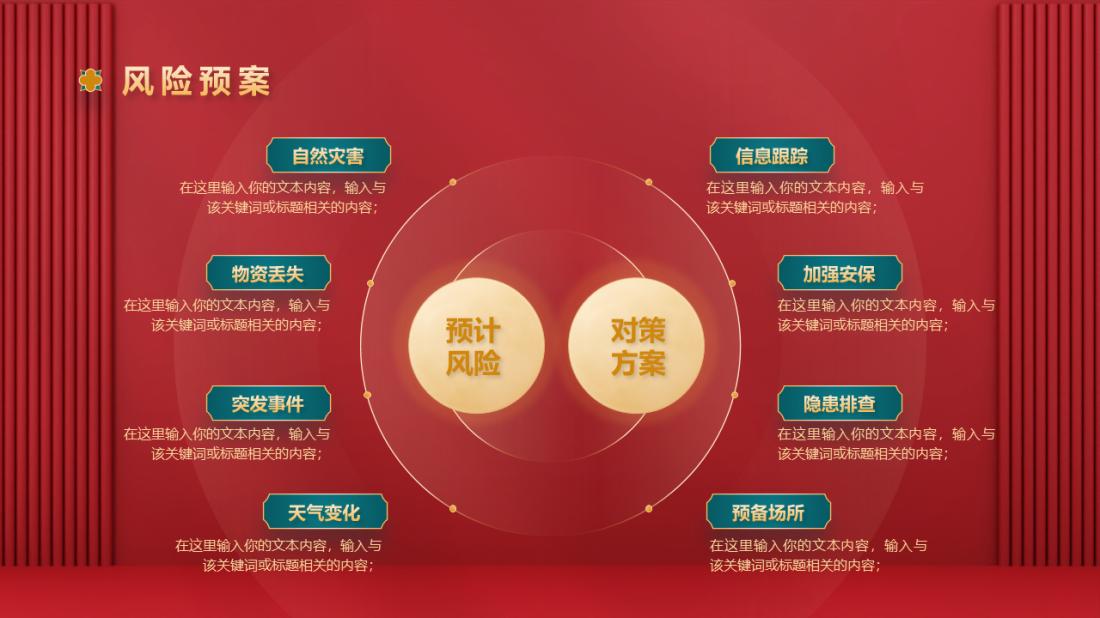 风险预案
自然灾害
在这里输入你的文本内容，输入与
该关键词或标题相关的内容；
物资丢失
在这里输入你的文本内容，输入与
该关键词或标题相关的内容；
突发事件
在这里输入你的文本内容，输入与
该关键词或标题相关的内容；
天气变化
在这里输入你的文本内容，输入与
该关键词或标题相关的内容；
预计
风险
对策
方案
信息跟踪
在这里输入你的文本内容，输入与
该关键词或标题相关的内容；
加强安保
在这里输入你的文本内容，输入与
该关键词或标题相关的内容；
隐患排查
在这里输入你的文本内容，输入与
该关键词或标题相关的内容；
预备场所
在这里输入你的文本内容，输入与
该关键词或标题相关的内容；